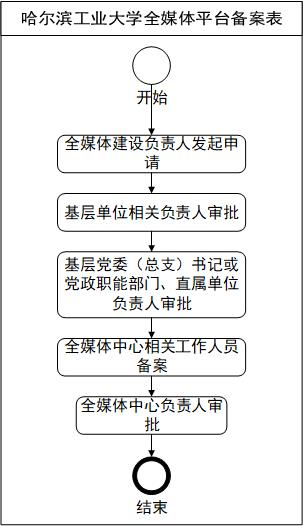 哈尔滨工业大学全媒体平台备案表
开始
全媒体建设负责人发起申
请
基层单位相关负责人审批
基层党委（总支）书记或
党政职能部门、直属单位
负责人审批
全媒体中心相关工作人员
备案
全媒体中心负责人审
批
结束